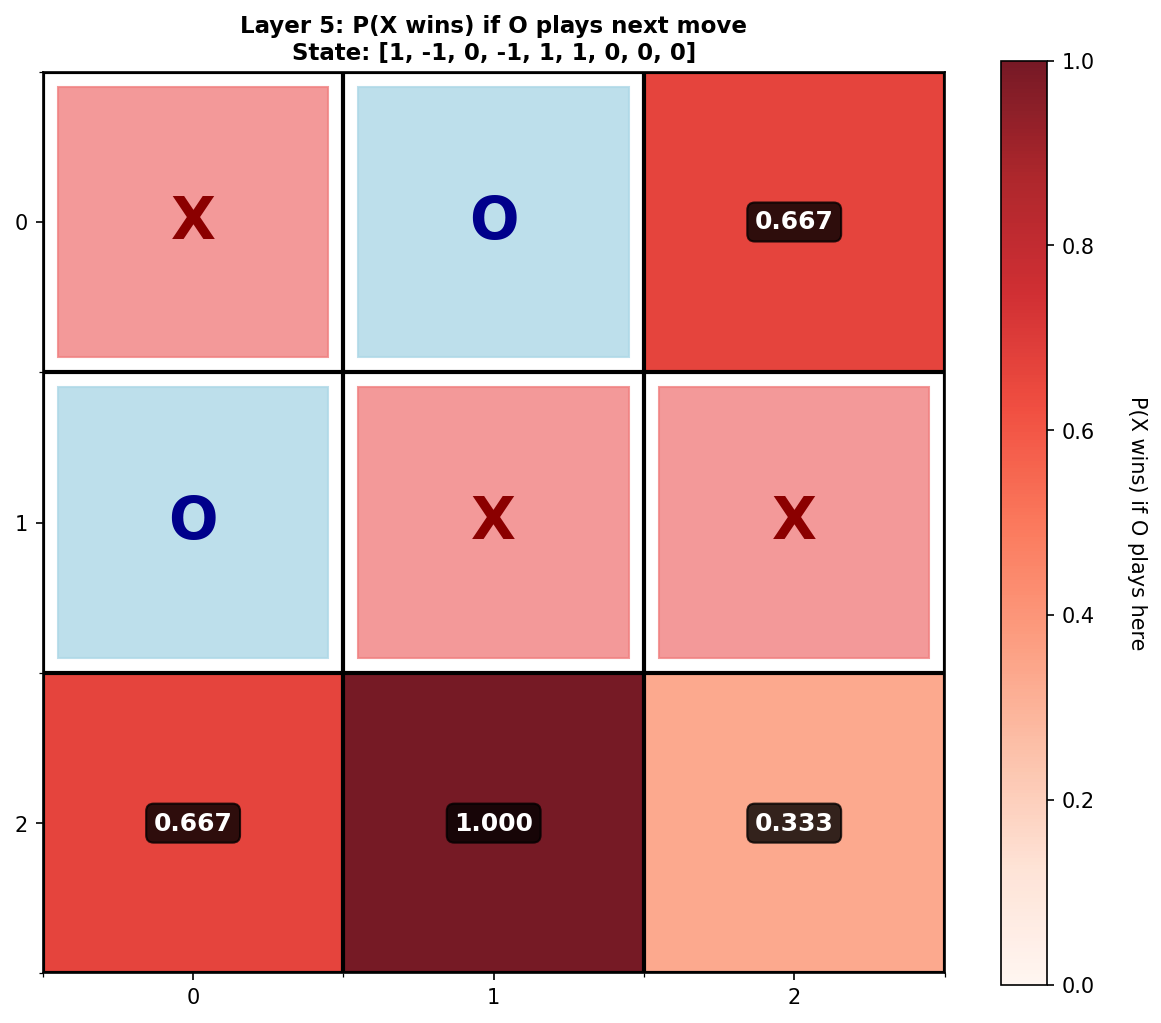 Layer 5: P(X wins) if O plays next move
State: [1, -1, 0, -1, 1, 1, 0, 0, 0]
0
X
O
0.667
1
O
X
X
2
0.667
1.000
0.333
0
1
2
1.0
0.8
0.6
0.4
0.2
0.0
P(X wins) if O plays here